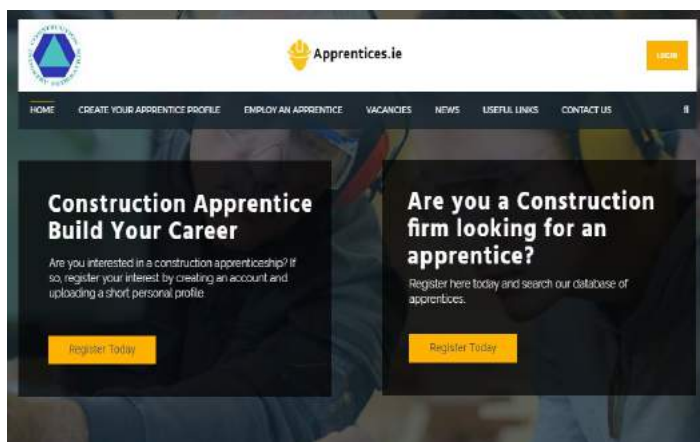 CONSTRUCTION INDUSTRY FEDERATION
Apprentices.ie
LOGIN
HOME CREATE YOUR APPRENTICE PROFILE EMPLOY AN APPRENTICE VACANCIES NEWS USEFUL LINKS CONTACT US
Construction Apprentice
Build Your Career
Are you interested in a construction apprenticeship? If
so, register your interest by creating an account and
uploading a short personal profile.
Register Today
Are you a Construction
firm looking for an
apprentice?
Register here today and search our database of
apprentices.
Register Today